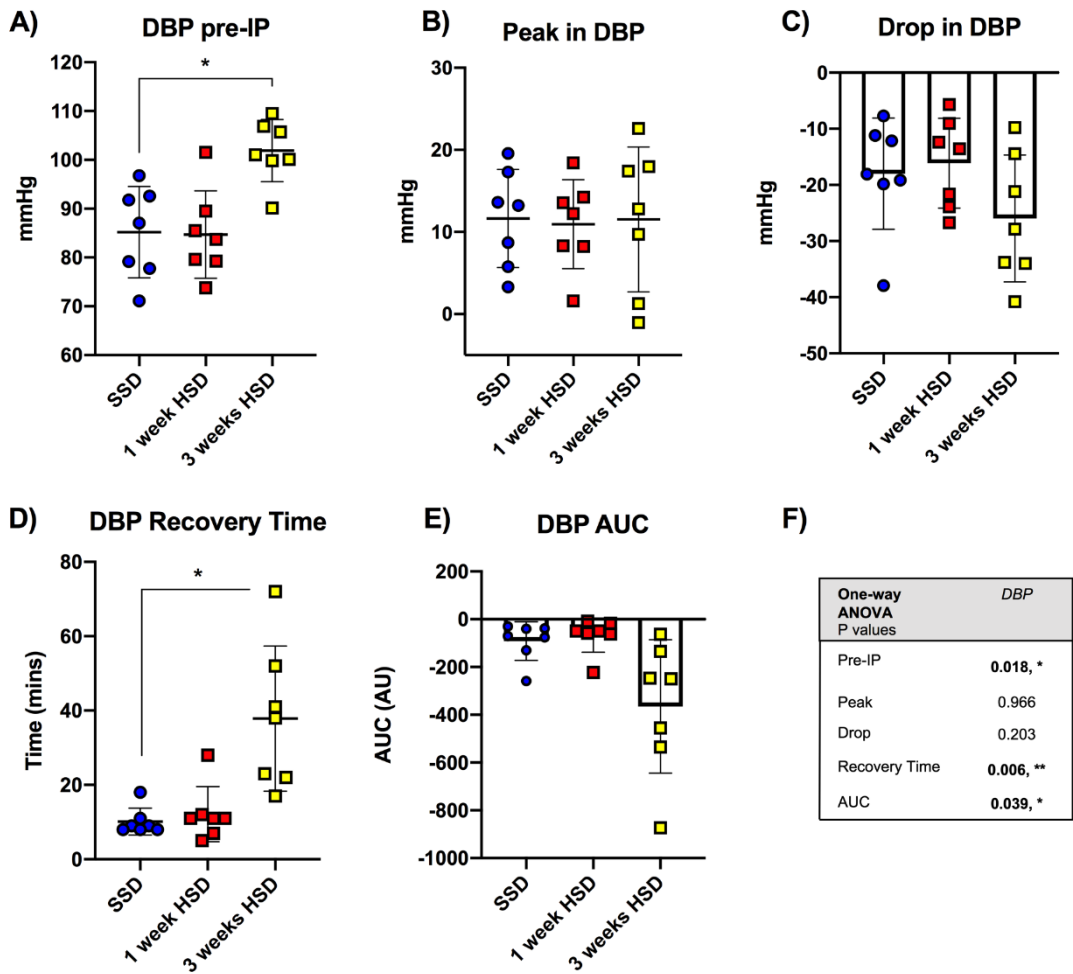 A)
DBP pre-IP
120
110
100
90
80
70
60
mmHg
*
SSD
1 week HSD
3 weeks HSD
B)
Peak in DBP
30
20
10
0
mmHg
SSD
1 week HSD
3 weeks HSD
C)
Drop in DBP
0
-10
-20
-30
-40
-50
mmHg
SSD
1 week HSD
3 weeks HSD
D)
DBP Recovery Time
80
60
40
20
0
Time (mins)
*
SSD
1 week HSD
3 weeks HSD
E)
DBP AUC
200
0
-200
-400
-600
-800
-1000
AUC (AU)
SSD
1 week HSD
3 weeks HSD
F)
One-way DBP
ANOVA
P values
Pre-IP 0.018, *
Peak 0.966
Drop 0.203
Recovery Time 0.006, **
AUC 0.039, *